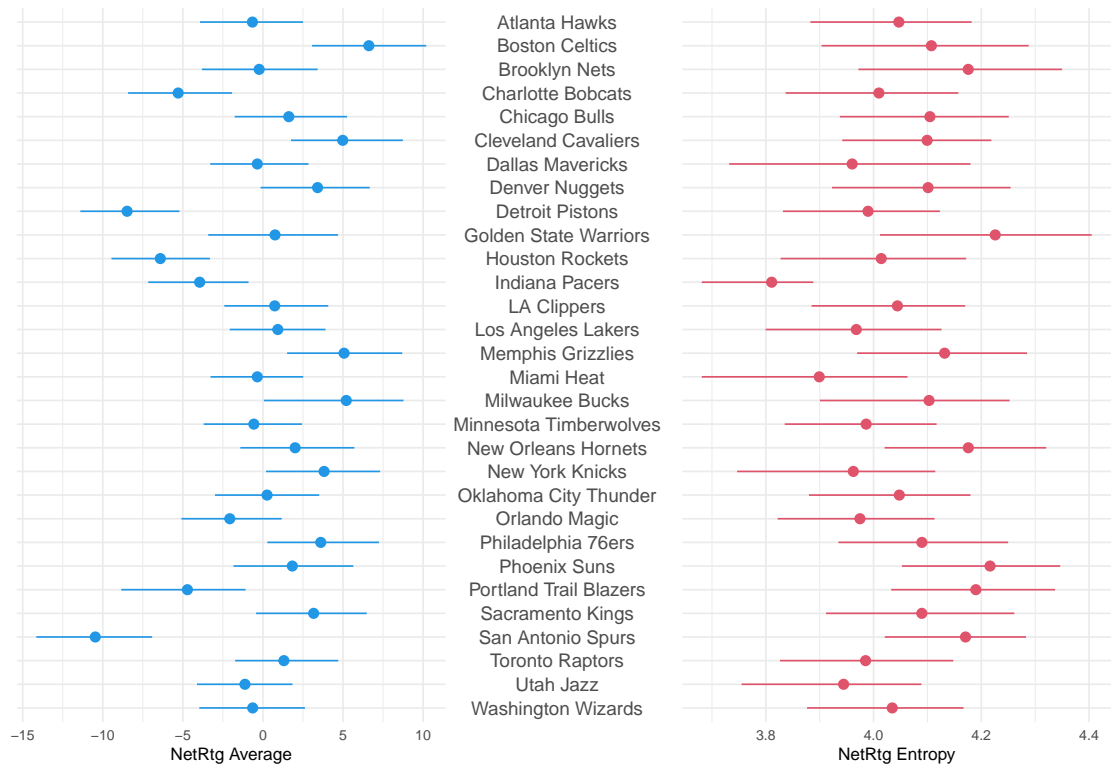 Atlanta Hawks
Boston Celtics
Brooklyn Nets
Charlotte Bobcats
Chicago Bulls
Cleveland Cavaliers
Dallas Mavericks
Denver Nuggets
Detroit Pistons
Golden State Warriors
Houston Rockets
Indiana Pacers
LA Clippers
Los Angeles Lakers
Memphis Grizzlies
Miami Heat
Milwaukee Bucks
Minnesota Timberwolves
New Orleans Hornets
New York Knicks
Oklahoma City Thunder
Orlando Magic
Philadelphia 76ers
Phoenix Suns
Portland Trail Blazers
Sacramento Kings
San Antonio Spurs
Toronto Raptors
Utah Jazz
Washington Wizards
−15 −10 −5 0 5 10
NetRtg Average
3.8 4.0 4.2 4.4
NetRtg Entropy